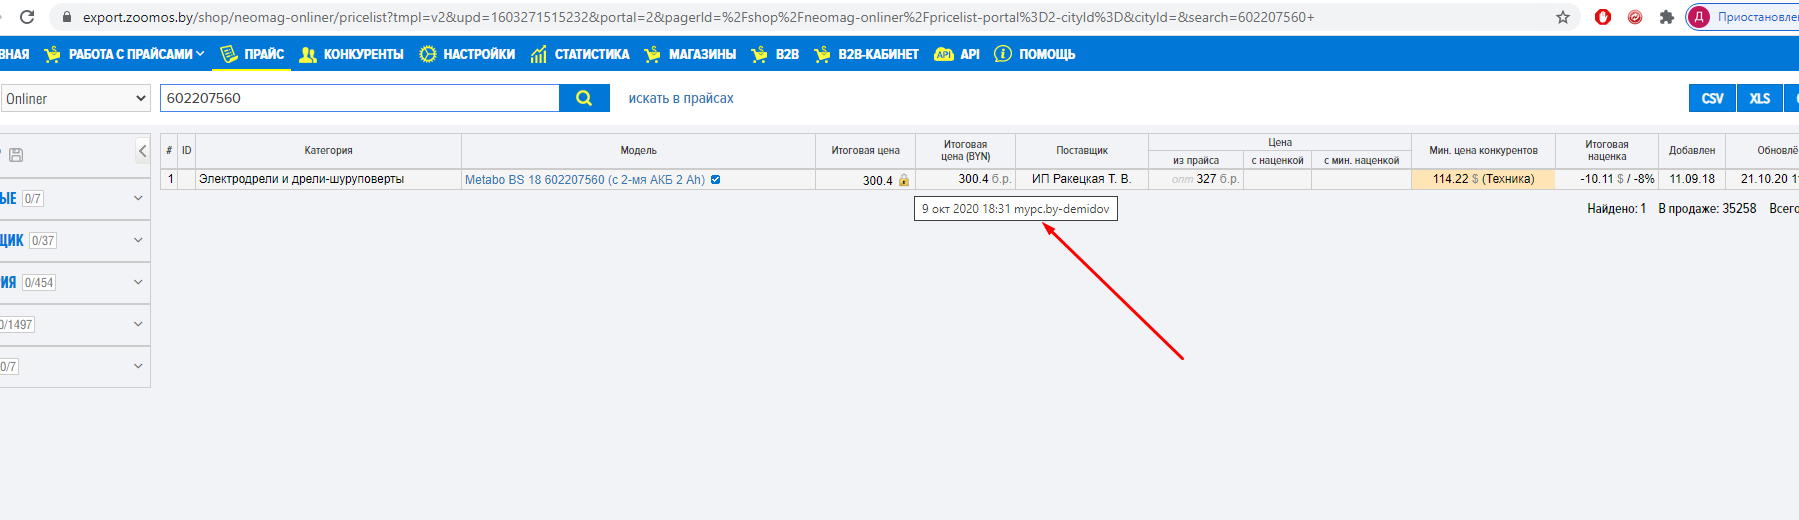 export.zoomos.by/shop/neomag-onliner/pricelist?tmpl=v2&upd=1603271515232&portal=2&pagerId=%2Fshop%2Fneomag-onliner%2Fpricelist-portal%3D2-cityId%3D&cityId=&search=602207560+
Д Приостановлен
ВНАЯ РАБОТА С ПРАЙСАМИ ПРАЙС КОНКУРЕНТЫ НАСТРОЙКИ СТАТИСТИКА МАГАЗИНЫ B2B B2B-КАБИНЕТ API API ПОМОЩЬ
Onliner 602207560 искать в прайсах CSV XLS
# ID Категория Модель Итоговая цена Итоговая цена (BYN) Поставщик Цена Мин. цена конкурентов Итоговая наценка Добавлен Обновлё
из прайса с наценкой с мин. наценкой
1 Электродрели и дрели-шуруповерты Metabo BS 18 602207560 (с 2-мя АКБ 2 Ah) 300.4 300.4 б.р. ИП Ракецкая Т. В. опт 327 б.р. 114.22 $ (Техника) -10.11 $ / -8% 11.09.18 21.10.20 1
9 окт 2020 18:31 mypc.by-demidov
Найдено: 1 В продаже: 35258 Всего
ЫЕ 0/7
ЩИК 0/37
РИЯ 0/454
0/1497
0/7